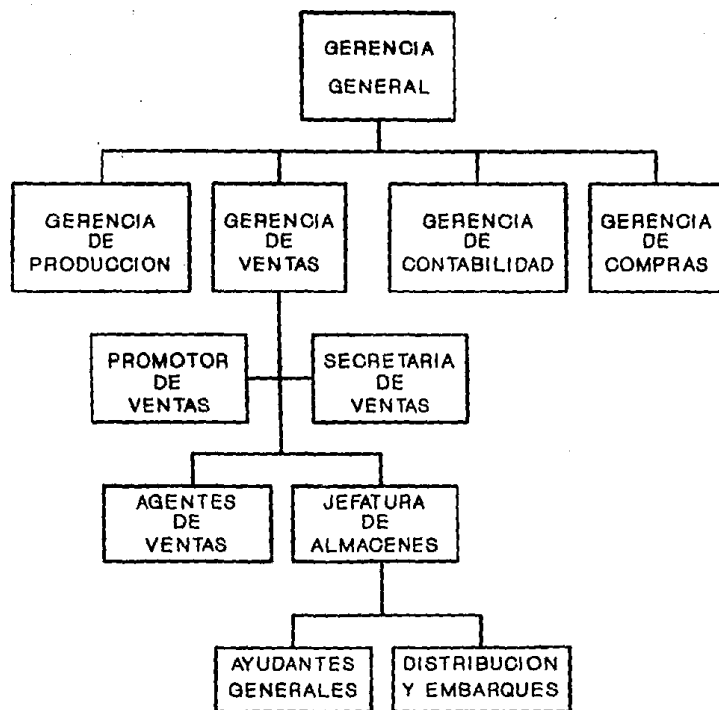 GERENCIA
GENERAL
GERENCIA
DE
PRODUCCION
GERENCIA
DE
VENTAS
GERENCIA
DE
CONTABILIDAD
GERENCIA
DE
COMPRAS
PROMOTOR
DE
VENTAS
SECRETARIA
DE
VENTAS
AGENTES
DE
VENTAS
JEFATURA
DE
ALMACENES
AYUDANTES
GENERALES
DISTRIBUCION
Y EMBARQUES